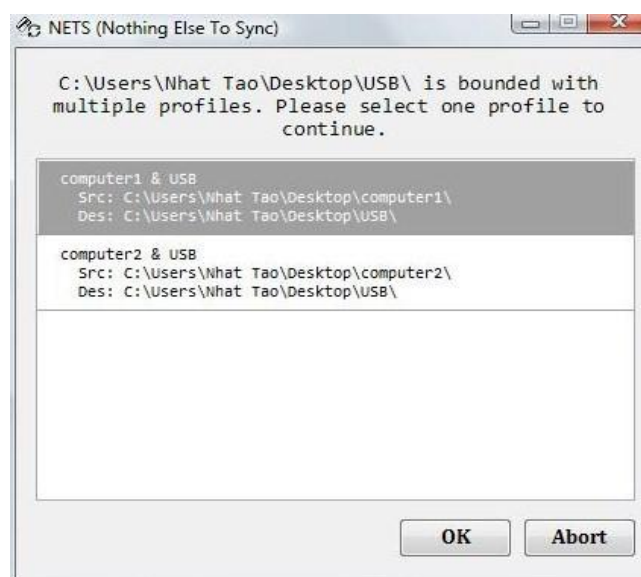 NETS (Nothing Else To Sync)
C:\Users\Nhat Tao\Desktop\USB\ is bounded with
multiple profiles. Please select one profile to
continue.
computer1 & USB
Src: C:\Users\Nhat Tao\Desktop\computer1\
Des: C:\Users\Nhat Tao\Desktop\USB\
computer2 & USB
Src: C:\Users\Nhat Tao\Desktop\computer2\
Des: C:\Users\Nhat Tao\Desktop\USB\
OK Abort